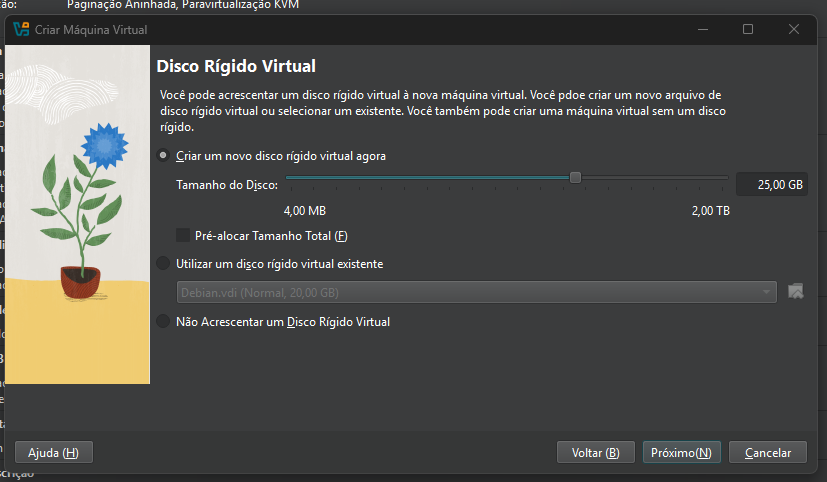 ção: Paginação Aninhada, Paravirtualização KVM
Criar Máquina Virtual
Disco Rígido Virtual
Você pode acrescentar um disco rígido virtual à nova máquina virtual. Você pdoe criar um novo arquivo de
disco rígido virtual ou selecionar um existente. Você também pode criar uma máquina virtual sem um disco
rígido.
Criar um novo disco rígido virtual agora
Tamanho do Disco:
25,00 GB
4,00 MB
2,00 TB
Pré-alocar Tamanho Total (F)
Utilizar um disco rígido virtual existente
Debian.vdi (Normal, 20,00 GB)
Não Acrescentar um Disco Rígido Virtual
Ajuda (H)
Voltar (B)
Próximo(N)
Cancelar
scrição